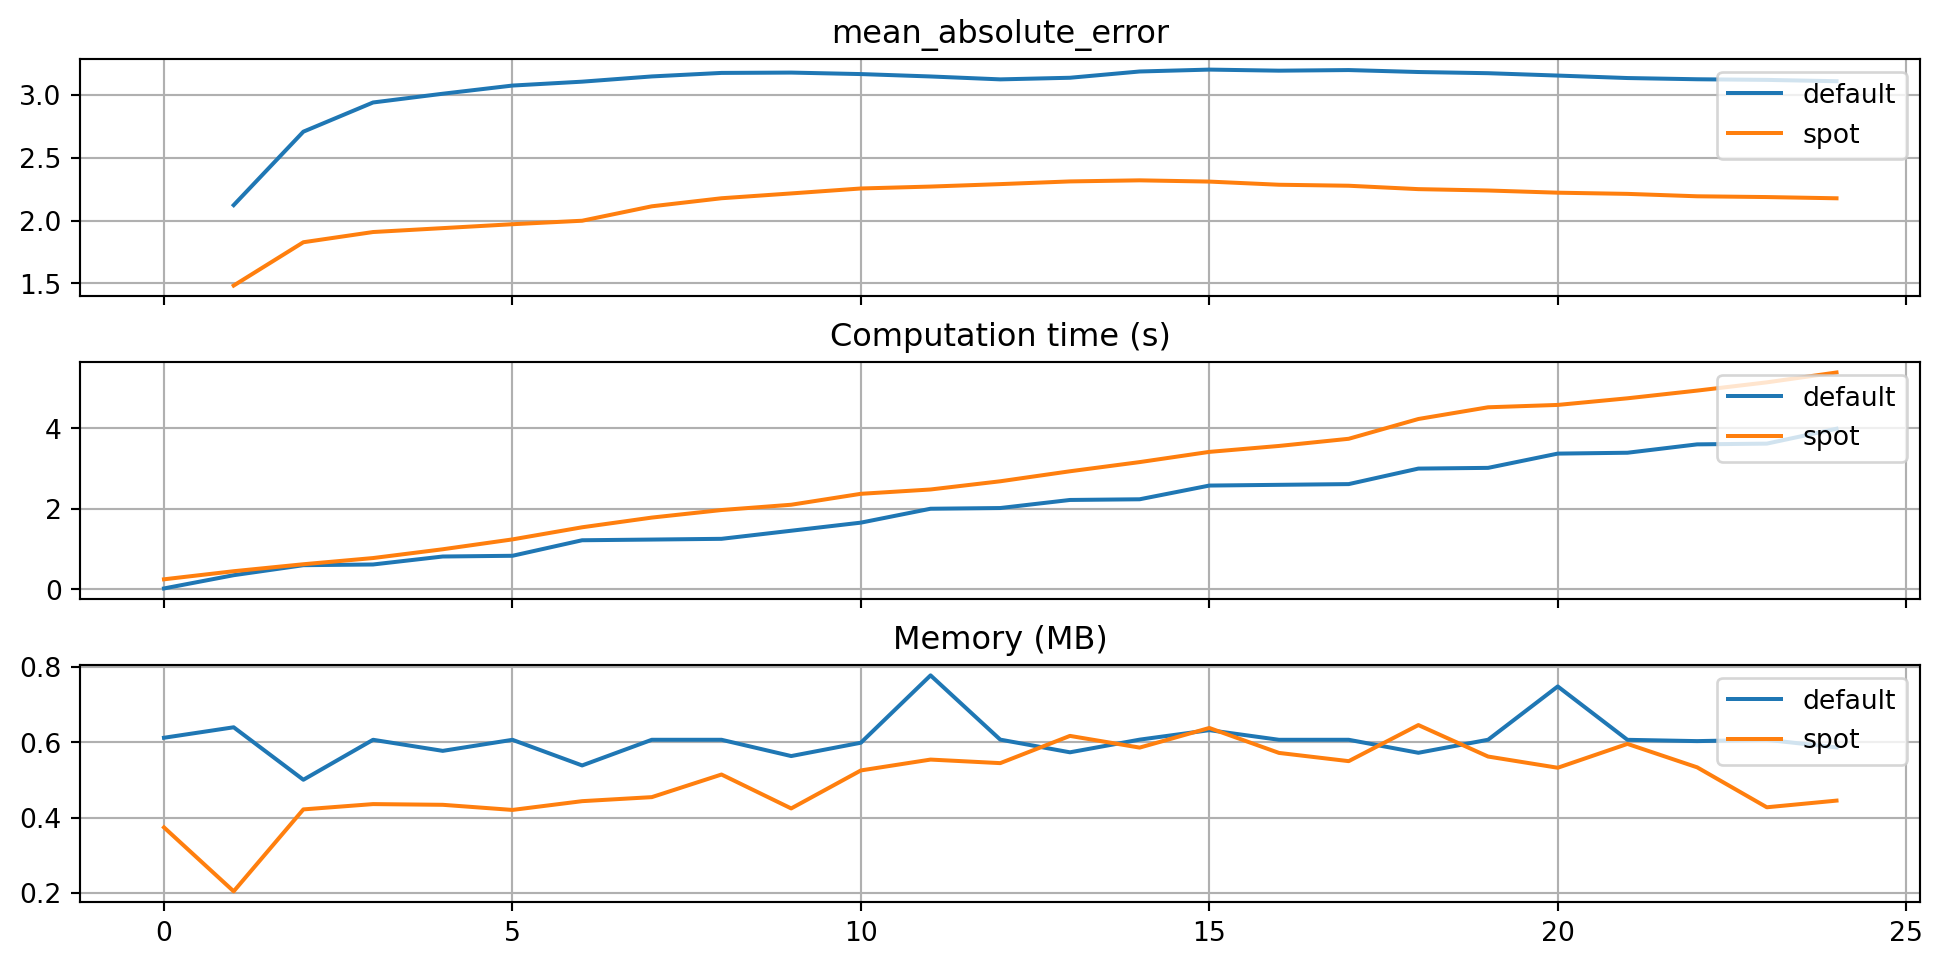 mean_absolute_error
3.0
2.5
2.0
1.5
default
spot
Computation time (s)
4
2
0
default
spot
Memory (MB)
0.8
0.6
0.4
0.2
default
spot
0 5 10 15 20 25